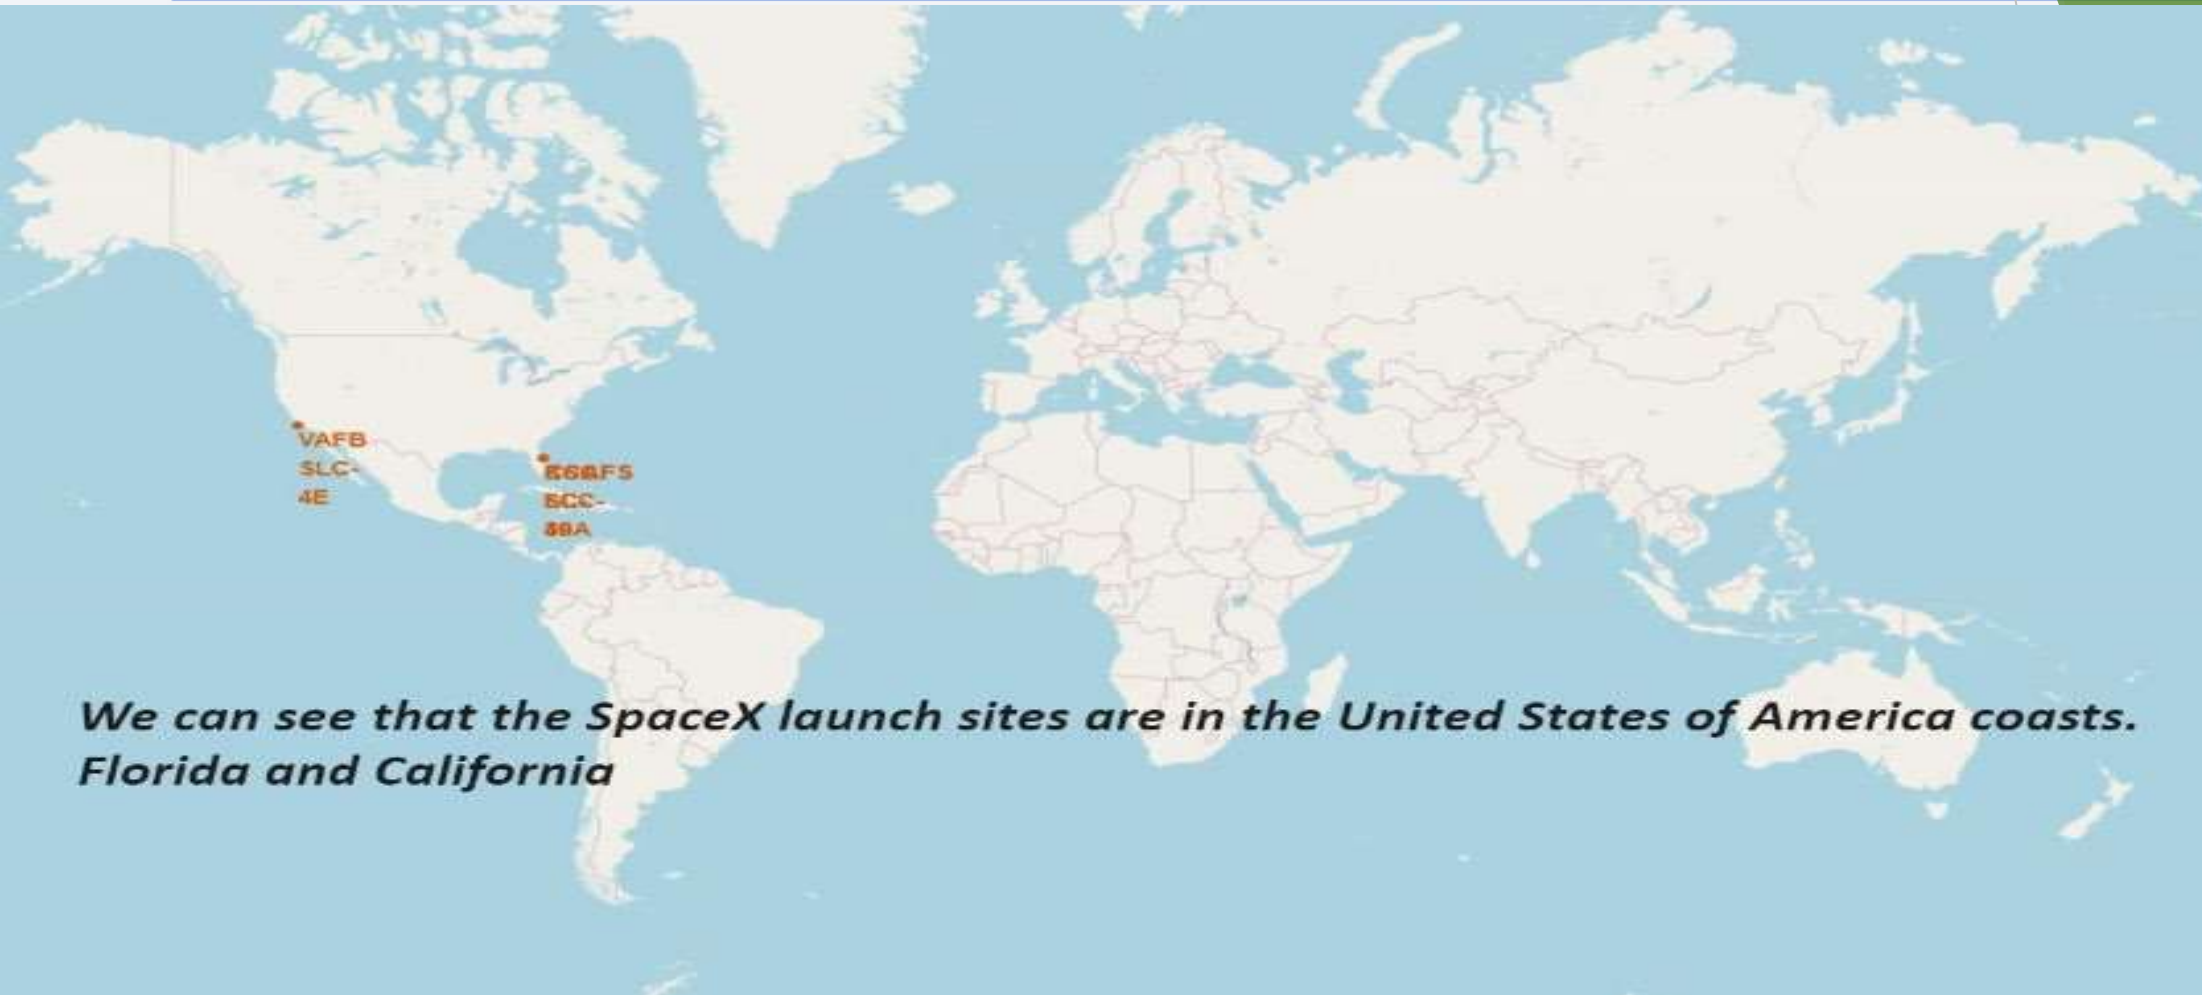 VAFB
SLC-
4E
We can see that the SpaceX launch sites are in the United States of America coasts.
Florida and California